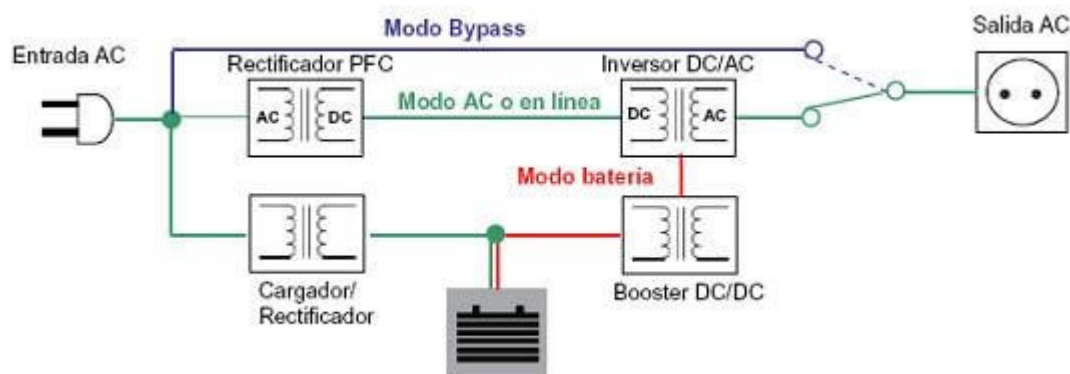 Modo Bypass
Salida AC
Entrada AC
Rectificador PFC
Inversor DC/AC
AC
DC
Modo AC o en línea
DC
AC
Modo bateria
Cargador/
Rectificador
Booster DC/DC